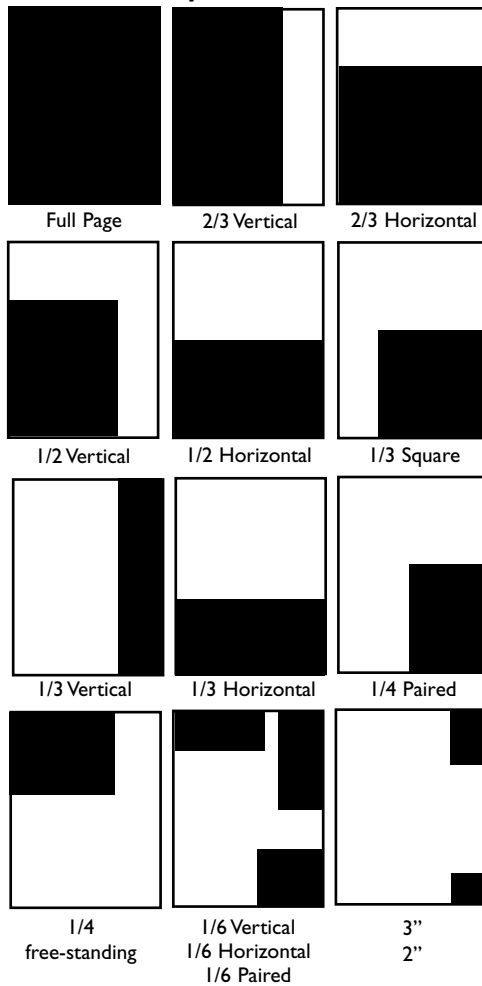 Full Page
2/3 Vertical
2/3 Horizontal
1/2 Vertical
1/2 Horizontal
1/3 Square
1/3 Vertical
1/3 Horizontal
1/4 Paired
1/4
free-standing
1/6 Vertical
1/6 Horizontal
1/6 Paired
3”
2”